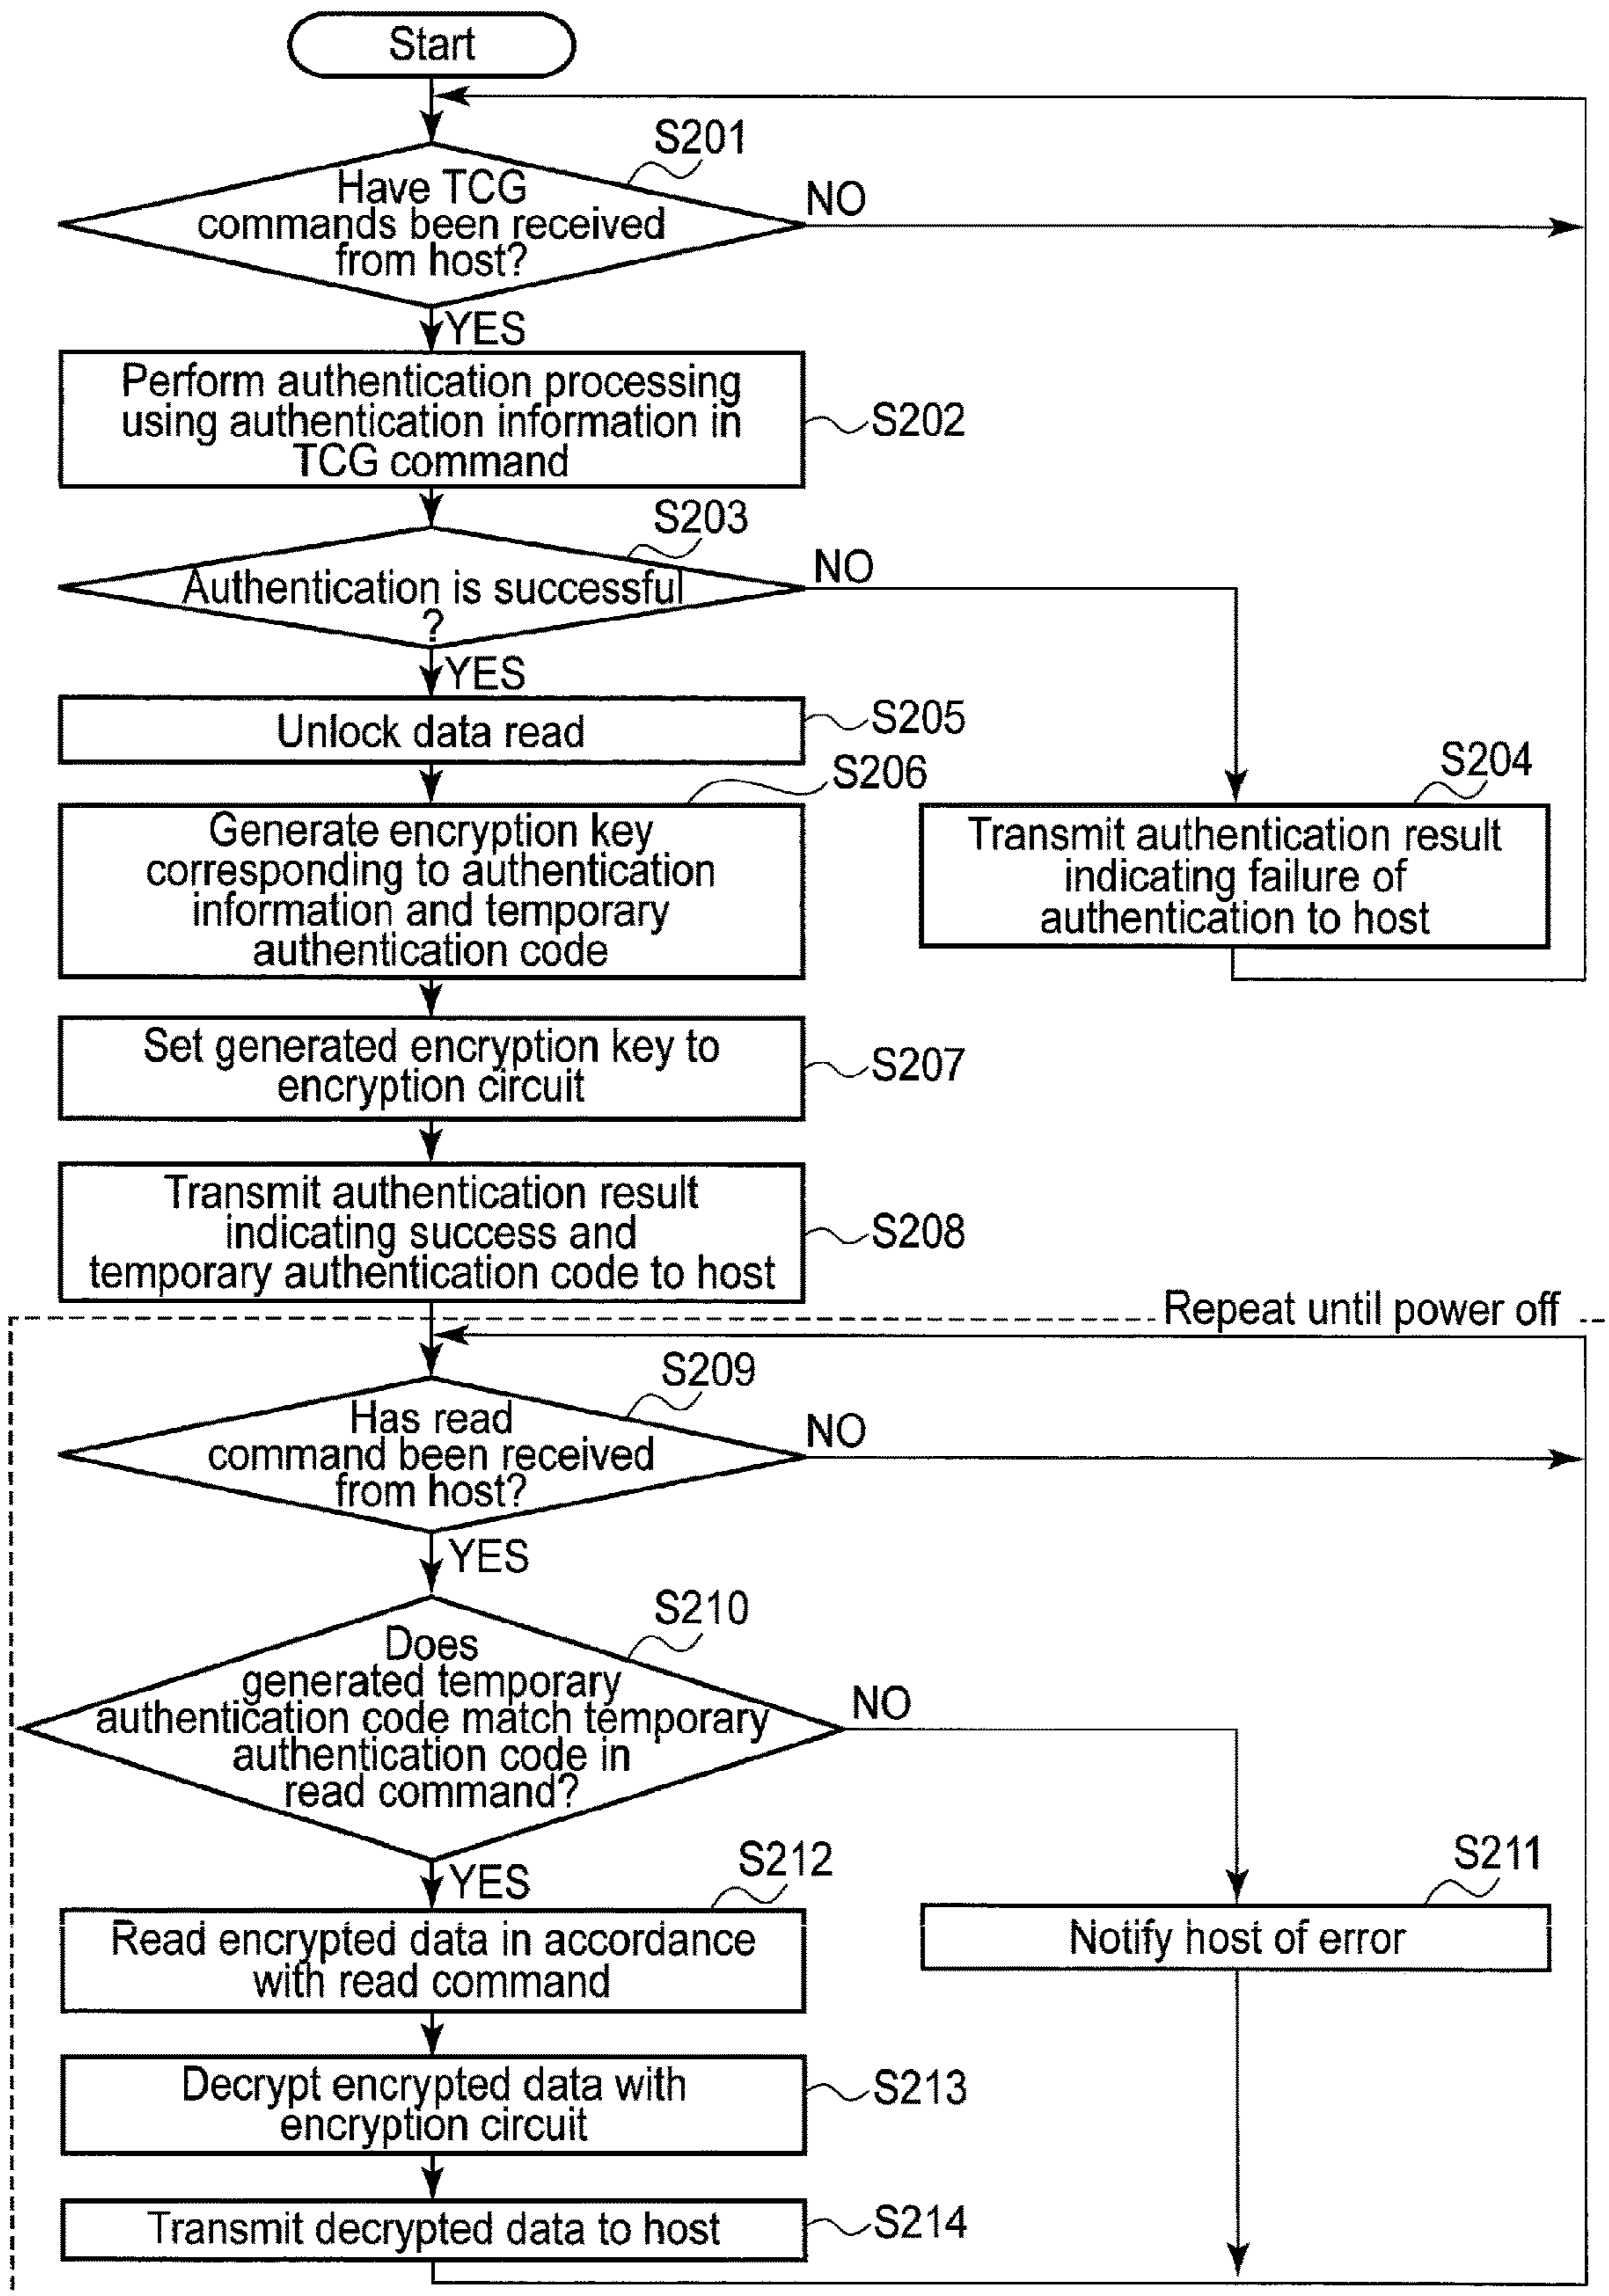 Start
S201
Have TCG
commands been received
from host?
NO
YES
Perform authentication processing
using authentication information in
TCG command
S202
S203
Authentication is successful
?
NO
YES
Unlock data read
S205
S206
Generate encryption key
corresponding to authentication
information and temporary
authentication code
S204
Transmit authentication result
indicating failure of
authentication to host
Set generated encryption key to
encryption circuit
S207
Transmit authentication result
indicating success and
temporary authentication code to host
S208
Repeat until power off
S209
Has read
command been received
from host?
NO
YES
S210
Does
generated temporary
authentication code match temporary
authentication code in
read command?
NO
YES
S212
Read encrypted data in accordance
with read command
S211
Notify host of error
Decrypt encrypted data with
encryption circuit
S213
Transmit decrypted data to host
S214